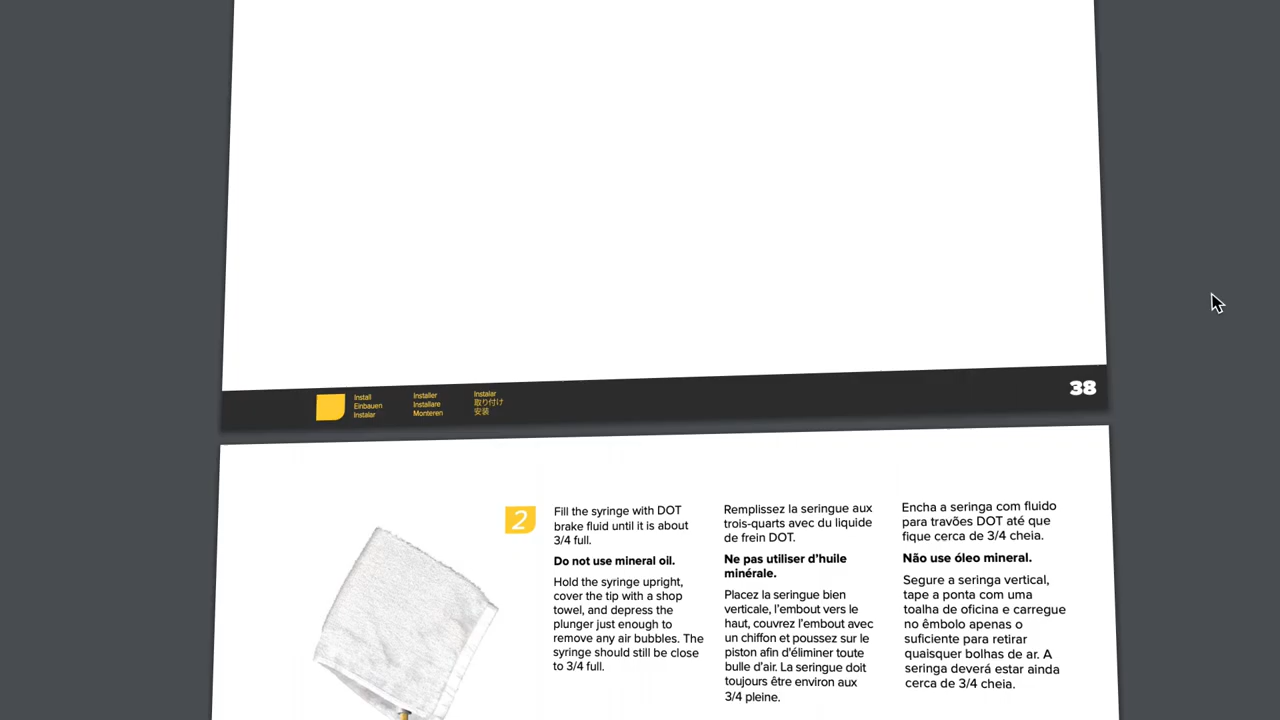 Install
Einbauen
Instalar
Installer
Installare
Monteren
Instalar
取り付け
安装
38
2
Fill the syringe with DOT
brake fluid until it is about
3/4 full.
Do not use mineral oil.
Hold the syringe upright,
cover the tip with a shop
towel, and depress the
plunger just enough to
remove any air bubbles. The
syringe should still be close
to 3/4 full.
Remplissez la seringue aux
trois-quarts avec du liquide
de frein DOT.
Ne pas utiliser d'huile
minérale.
Placez la seringue bien
verticale, l'embout vers le
haut, couvrez l'embout avec
un chiffon et poussez sur le
piston afin d'éliminer toute
bulle d'air. La seringue doit
toujours être environ aux
3/4 pleine.
Encha a seringa com fluido
para travões DOT até que
fique cerca de 3/4 cheia.
Não use óleo mineral.
Segure a seringa vertical,
tape a ponta com uma
toalha de oficina e carregue
no êmbolo apenas o
suficiente para retirar
quaisquer bolhas de ar. A
seringa deverá estar ainda
cerca de 3/4 cheia.